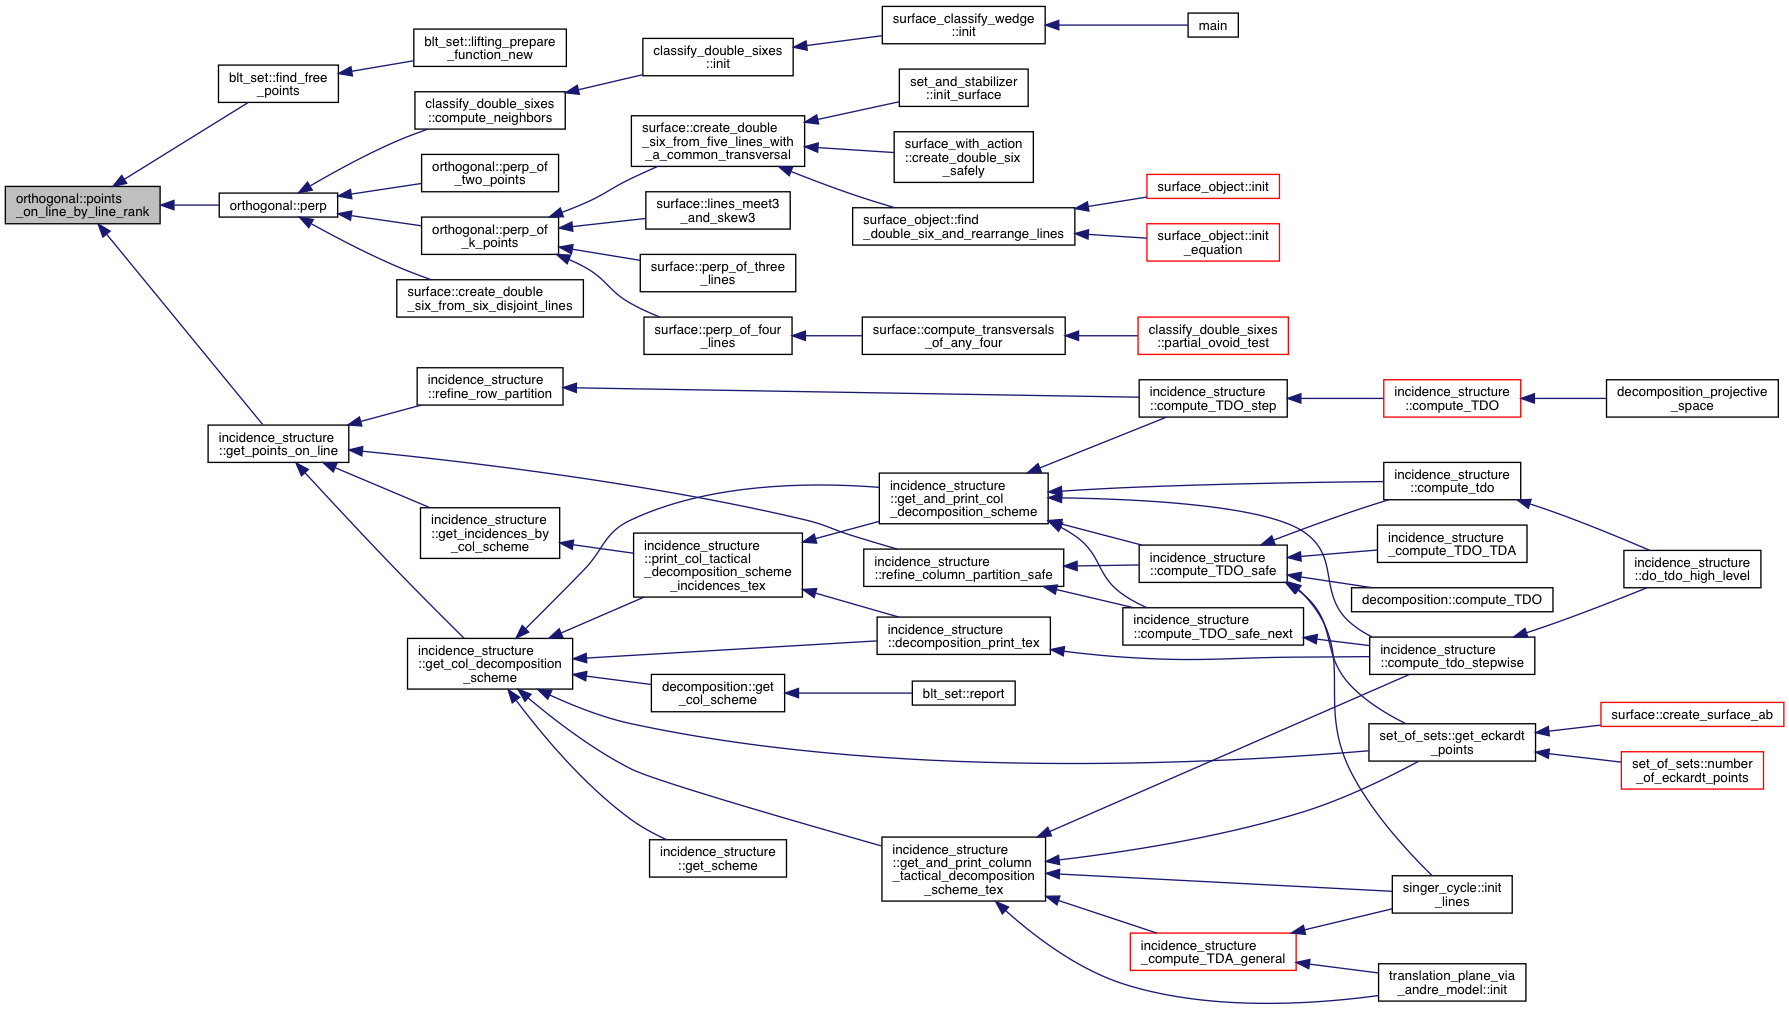 orthogonal::points
_on_line_by_line_rank
blt_set::find_free
_points
blt_set::lifting_prepare
_function_new
orthogonal::perp
classify_double_sixes
::compute_neighbors
classify_double_sixes
::init
surface_classify_wedge
::init
main
orthogonal::perp_of
_two_points
orthogonal::perp_of
_k_points
surface::create_double
_six_from_five_lines_with
_a_common_transversal
set_and_stabilizer
::init_surface
surface_with_action
::create_double_six
_safely
surface_object::find
_double_six_and_rearrange_lines
surface_object::init
surface_object::init
_equation
surface::lines_meet3
_and_skew3
surface::perp_of_three
_lines
surface::perp_of_four
_lines
surface::compute_transversals
_of_any_four
classify_double_sixes
::partial_ovoid_test
surface::create_double
_six_from_six_disjoint_lines
incidence_structure
::get_points_on_line
incidence_structure
::refine_row_partition
incidence_structure
::compute_TDO_step
incidence_structure
::compute_TDO
decomposition_projective
_space
incidence_structure
::get_incidences_by
_col_scheme
incidence_structure
::print_col_tactical
_decomposition_scheme
_incidences_tex
incidence_structure
::get_and_print_col
_decomposition_scheme
incidence_structure
::refine_column_partition_safe
incidence_structure
::compute_TDO_safe
incidence_structure
::compute_TDO_safe_next
incidence_structure
::compute_tdo
incidence_structure
_compute_TDO_TDA
decomposition::compute_TDO
incidence_structure
::do_tdo_high_level
incidence_structure
::compute_tdo_stepwise
incidence_structure
::decomposition_print_tex
incidence_structure
::get_col_decomposition
_scheme
decomposition::get
_col_scheme
blt_set::report
set_of_sets::get_eckardt
_points
surface::create_surface_ab
set_of_sets::number
_of_eckardt_points
incidence_structure
::get_scheme
incidence_structure
::get_and_print_column
_tactical_decomposition
_scheme_tex
singer_cycle::init
_lines
incidence_structure
_compute_TDA_general
translation_plane_via
_andre_model::init